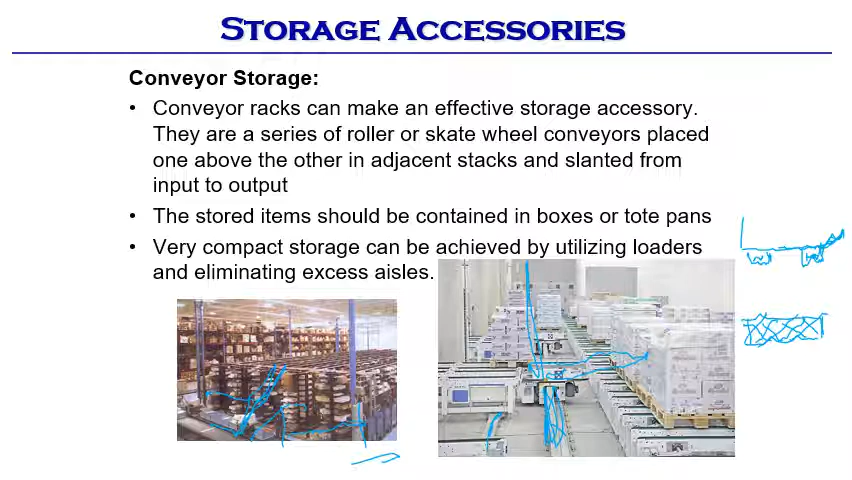 STORAGE ACCESSORIES
Conveyor Storage:
• Conveyor racks can make an effective storage accessory.
They are a series of roller or skate wheel conveyors placed
one above the other in adjacent stacks and slanted from
input to output
• The stored items should be contained in boxes or tote pans
• Very compact storage can be achieved by utilizing loaders
and eliminating excess aisles.